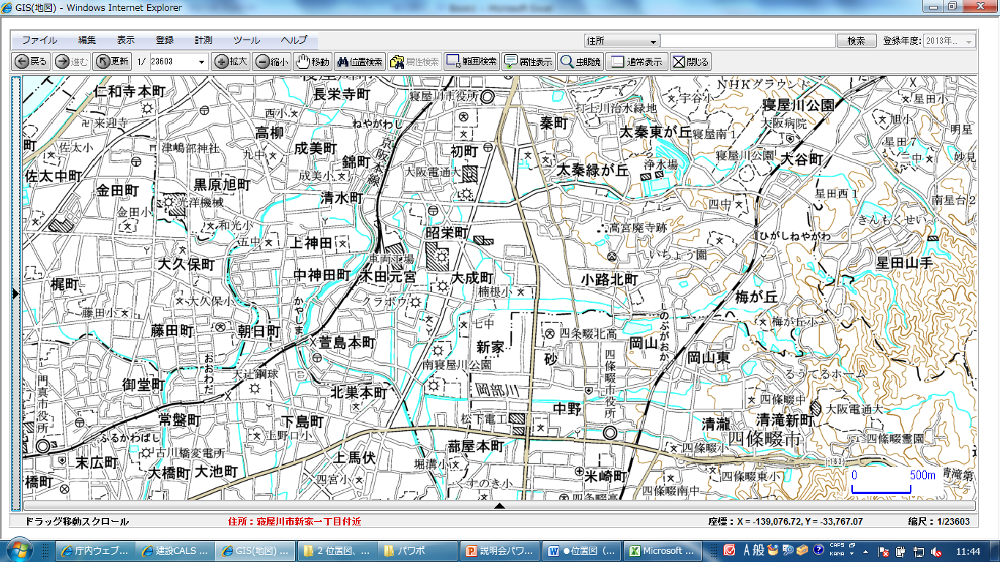 GIS(地図) - Windows Internet Explorer
ファイル 編集 表示 登録 計測 ツール ヘルプ 住所 検索 登録年度: 2013年...
戻る 進む 更新 1/ 23603 拡大 縮小 移動 位置検索 属性検索 範囲検索 属性表示 虫眼鏡 通常表示 閉じる
仁和寺本町 長栄寺町 寝屋川市役所 宇谷小 NHKグラウンド 星田小
来迎寺 西小 ねやがわし 秦町 打上川治水緑地 寝屋川公園 大阪病院 旭小 明星
町 佐太小 津嶋部神社 高柳 九中 成美町 錦町 京阪本線 初町 太秦東が丘 寝屋南1 星田7
佐太中町 成美小 大阪電通大 太秦緑が丘 浄水場 寝屋川公園 大谷町 二中 妙見
金田町 黒原旭町 清水町 四中 星田西1 南星台2
金田小 光洋機械 和光小 五中 上神田 昭栄町 高宮廃寺跡 きんもくせい
ひがしねやがわ
大久保町 車両工場 いちょう園 星田山手
梶町 中神田町 木田元宮 大成町 小路北町
大久保小 かやしま クラボウ 楠根小 梅が丘
藤田小 藤田町 朝日町 七中 四条畷北高 しのぶがおか 梅が丘小
萱島本町 新家 砂 岡山 岡山東
おおわだ 大辻鋼球 南寝屋川公園 四條畷市役所 るうてるホーム
門真市役所 御堂町 北巣本町 岡部川 中野 四條畷中 大阪電通大
常盤町 下島町 松下電工 清瀧 清滝新町
ふるかわばし 上野口小 蔀屋本町 四條畷市 四條畷小 四條畷霊園
末広町 古川橋変電所 上馬伏 堀溝小 163
橋町 大橋町 大池町 四宮小 くすのき小 米崎町 四條畷東小 清滝第
四条畷高 四條畷南中
0 500m
ドラッグ移動スクロール 住所：寝屋川市新家一丁目付近 座標：X = -139,076.72, Y = -33,767.07 縮尺：1/23603
庁内ウェブ... 建設CALS ... GIS(地図) ... 2 位置図、... パワポ 説明会パワ... ●位置図（... Microsoft ... A 般 CAPS KANA 11:44